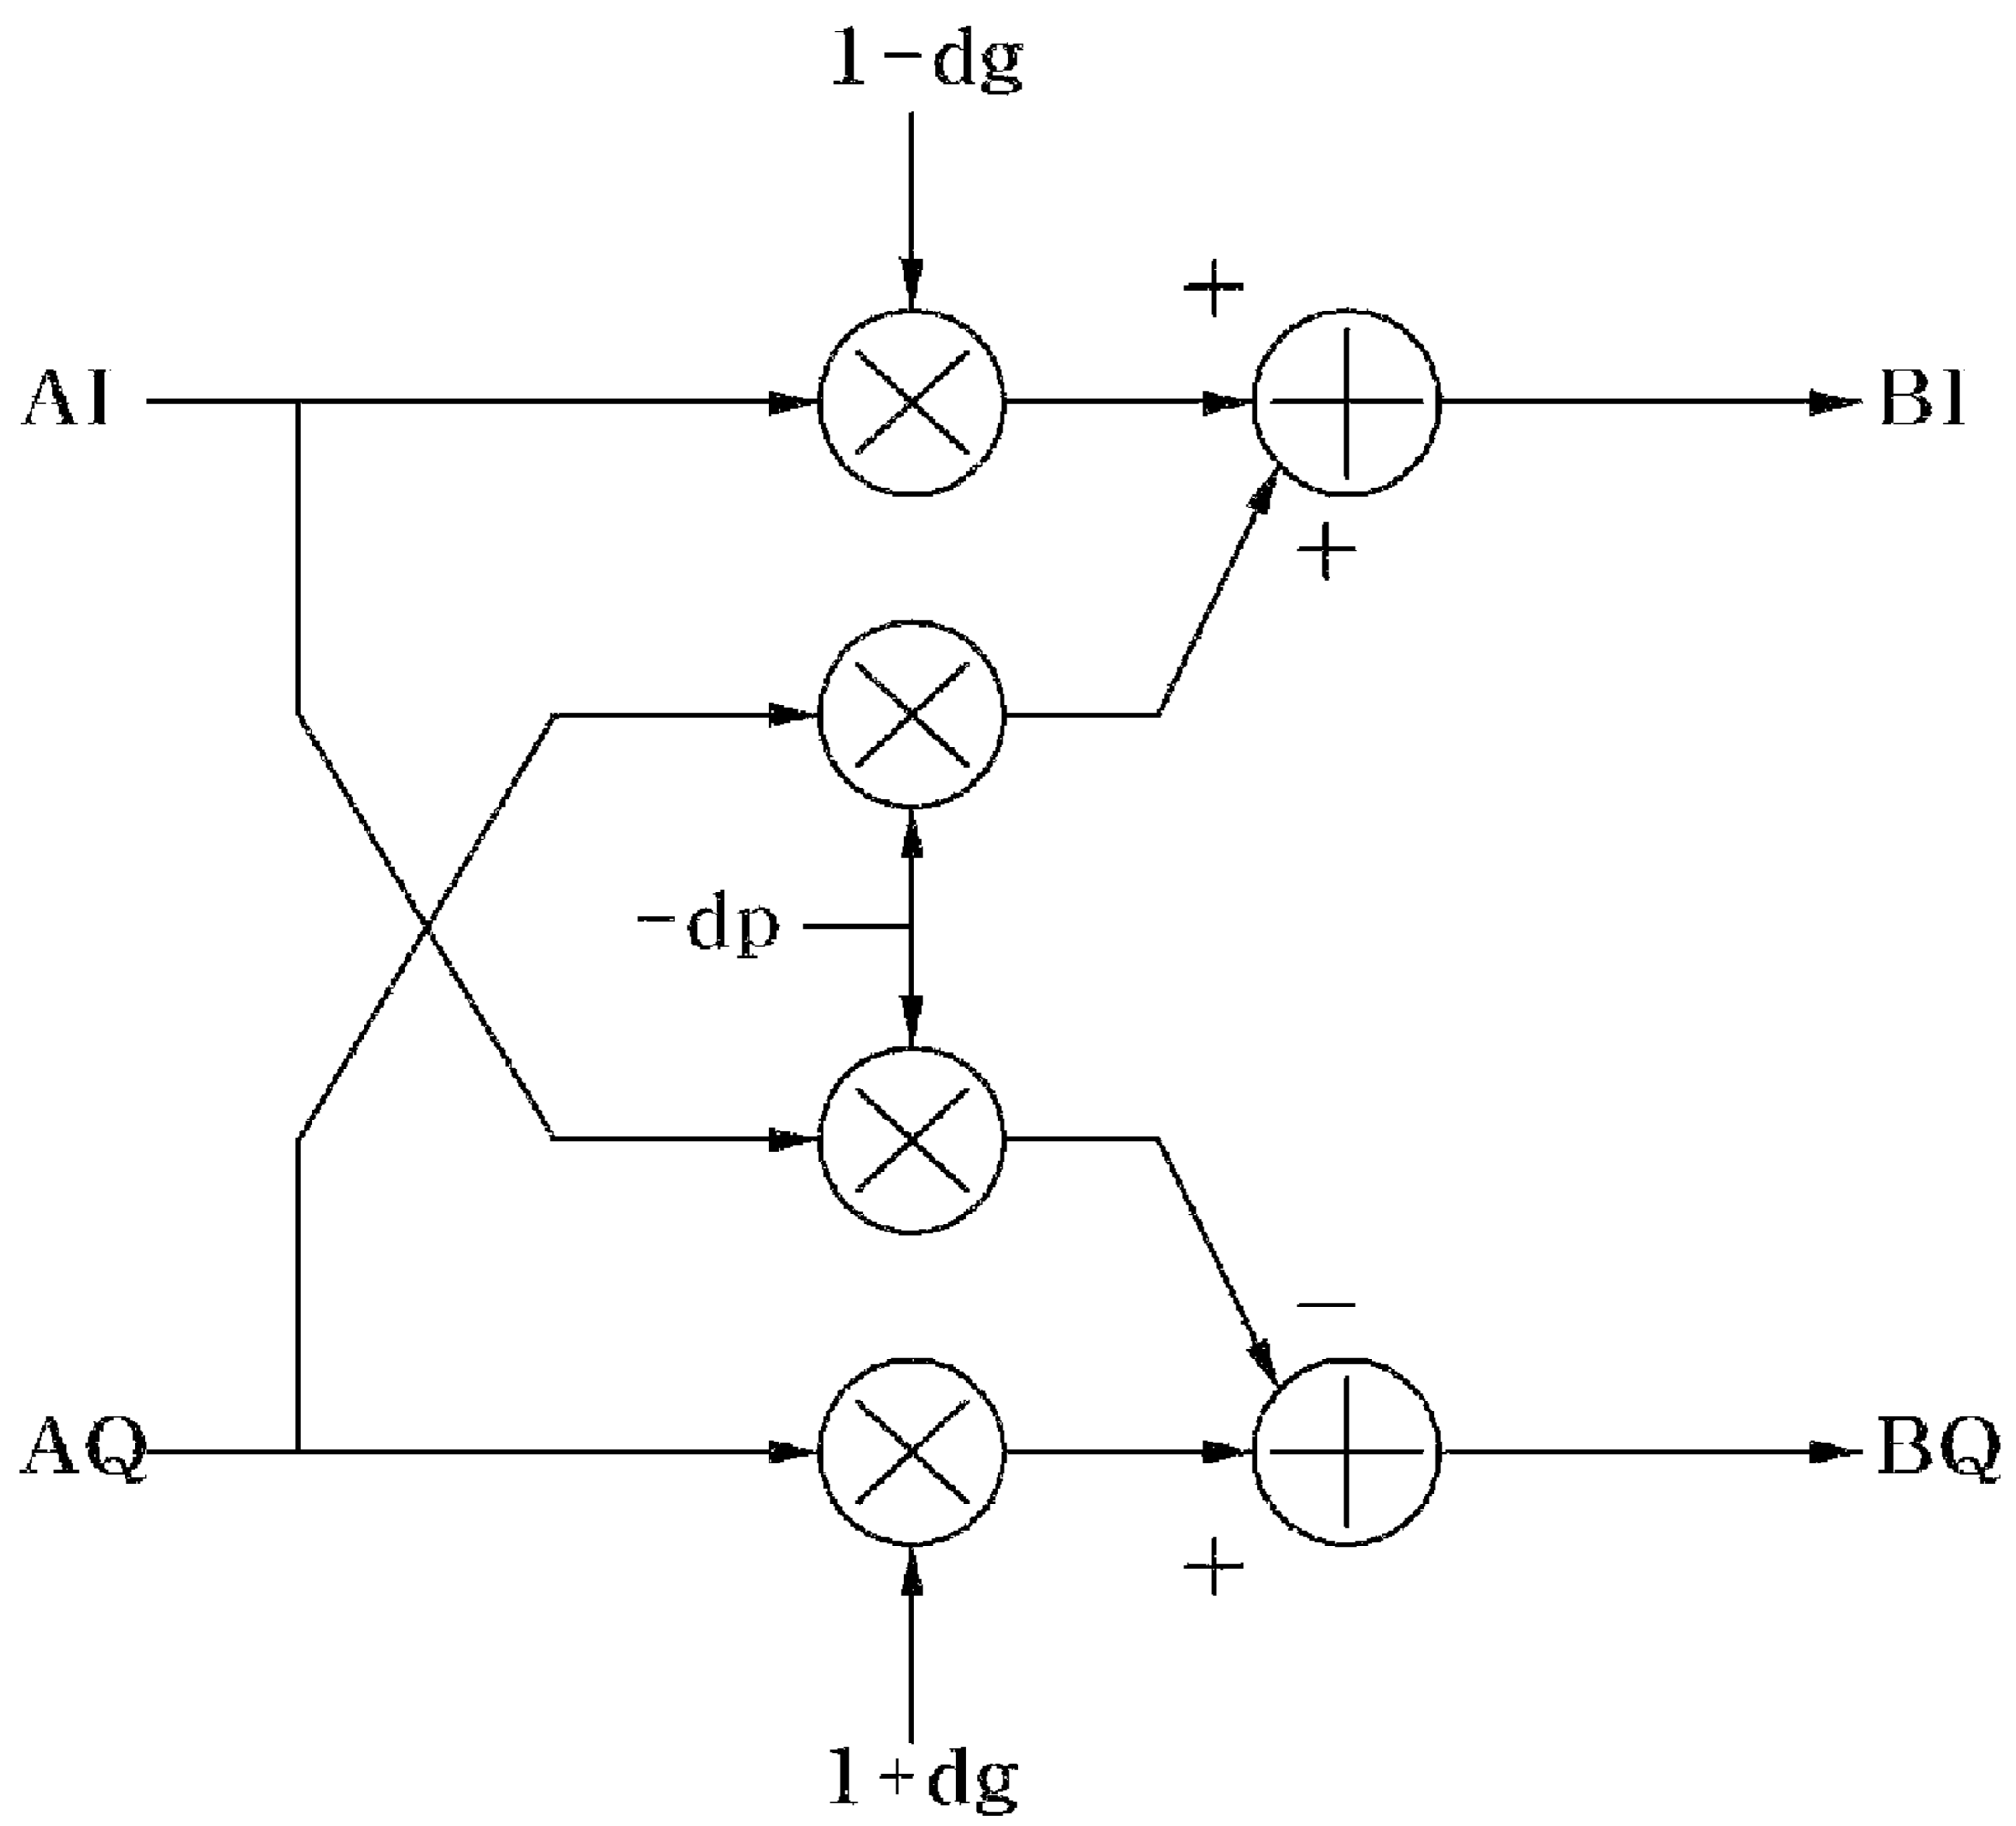 1-dg
+
AI
BI
+
-dp
−
AQ
BQ
+
1+dg